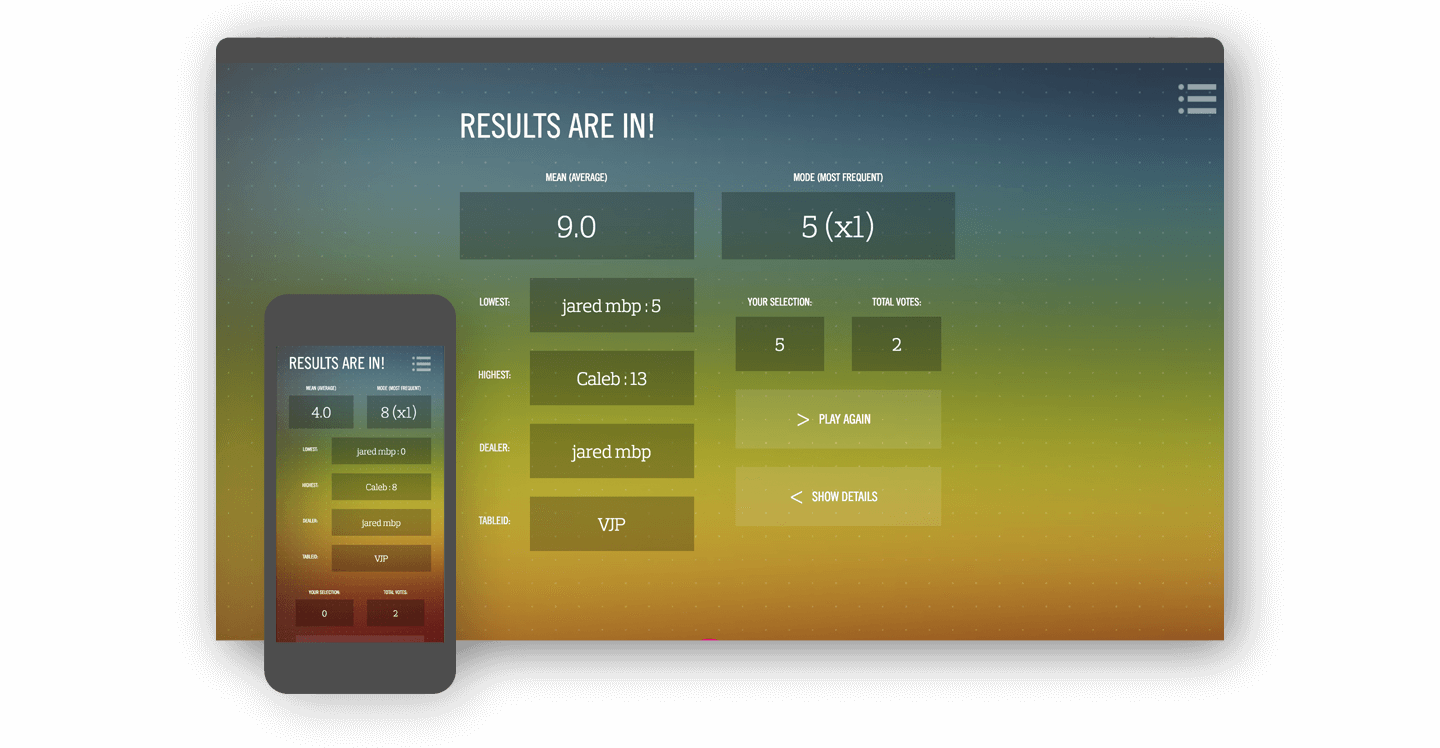 RESULTS ARE IN!
MEAN (AVERAGE)
MODE (MOST FREQUENT)
9.0
5 (x1)
LOWEST:
jared mbp : 5
HIGHEST:
Caleb : 13
DEALER:
jared mbp
TABLEID:
VJP
YOUR SELECTION:
TOTAL VOTES:
5
2
> PLAY AGAIN
< SHOW DETAILS
RESULTS ARE IN!
MEAN (AVERAGE)
MODE (MOST FREQUENT)
4.0
8 (x1)
LOWEST:
jared mbp : 0
HIGHEST:
Caleb : 8
DEALER:
jared mbp
TABLEID:
VJP
YOUR SELECTION:
TOTAL VOTES:
0
2